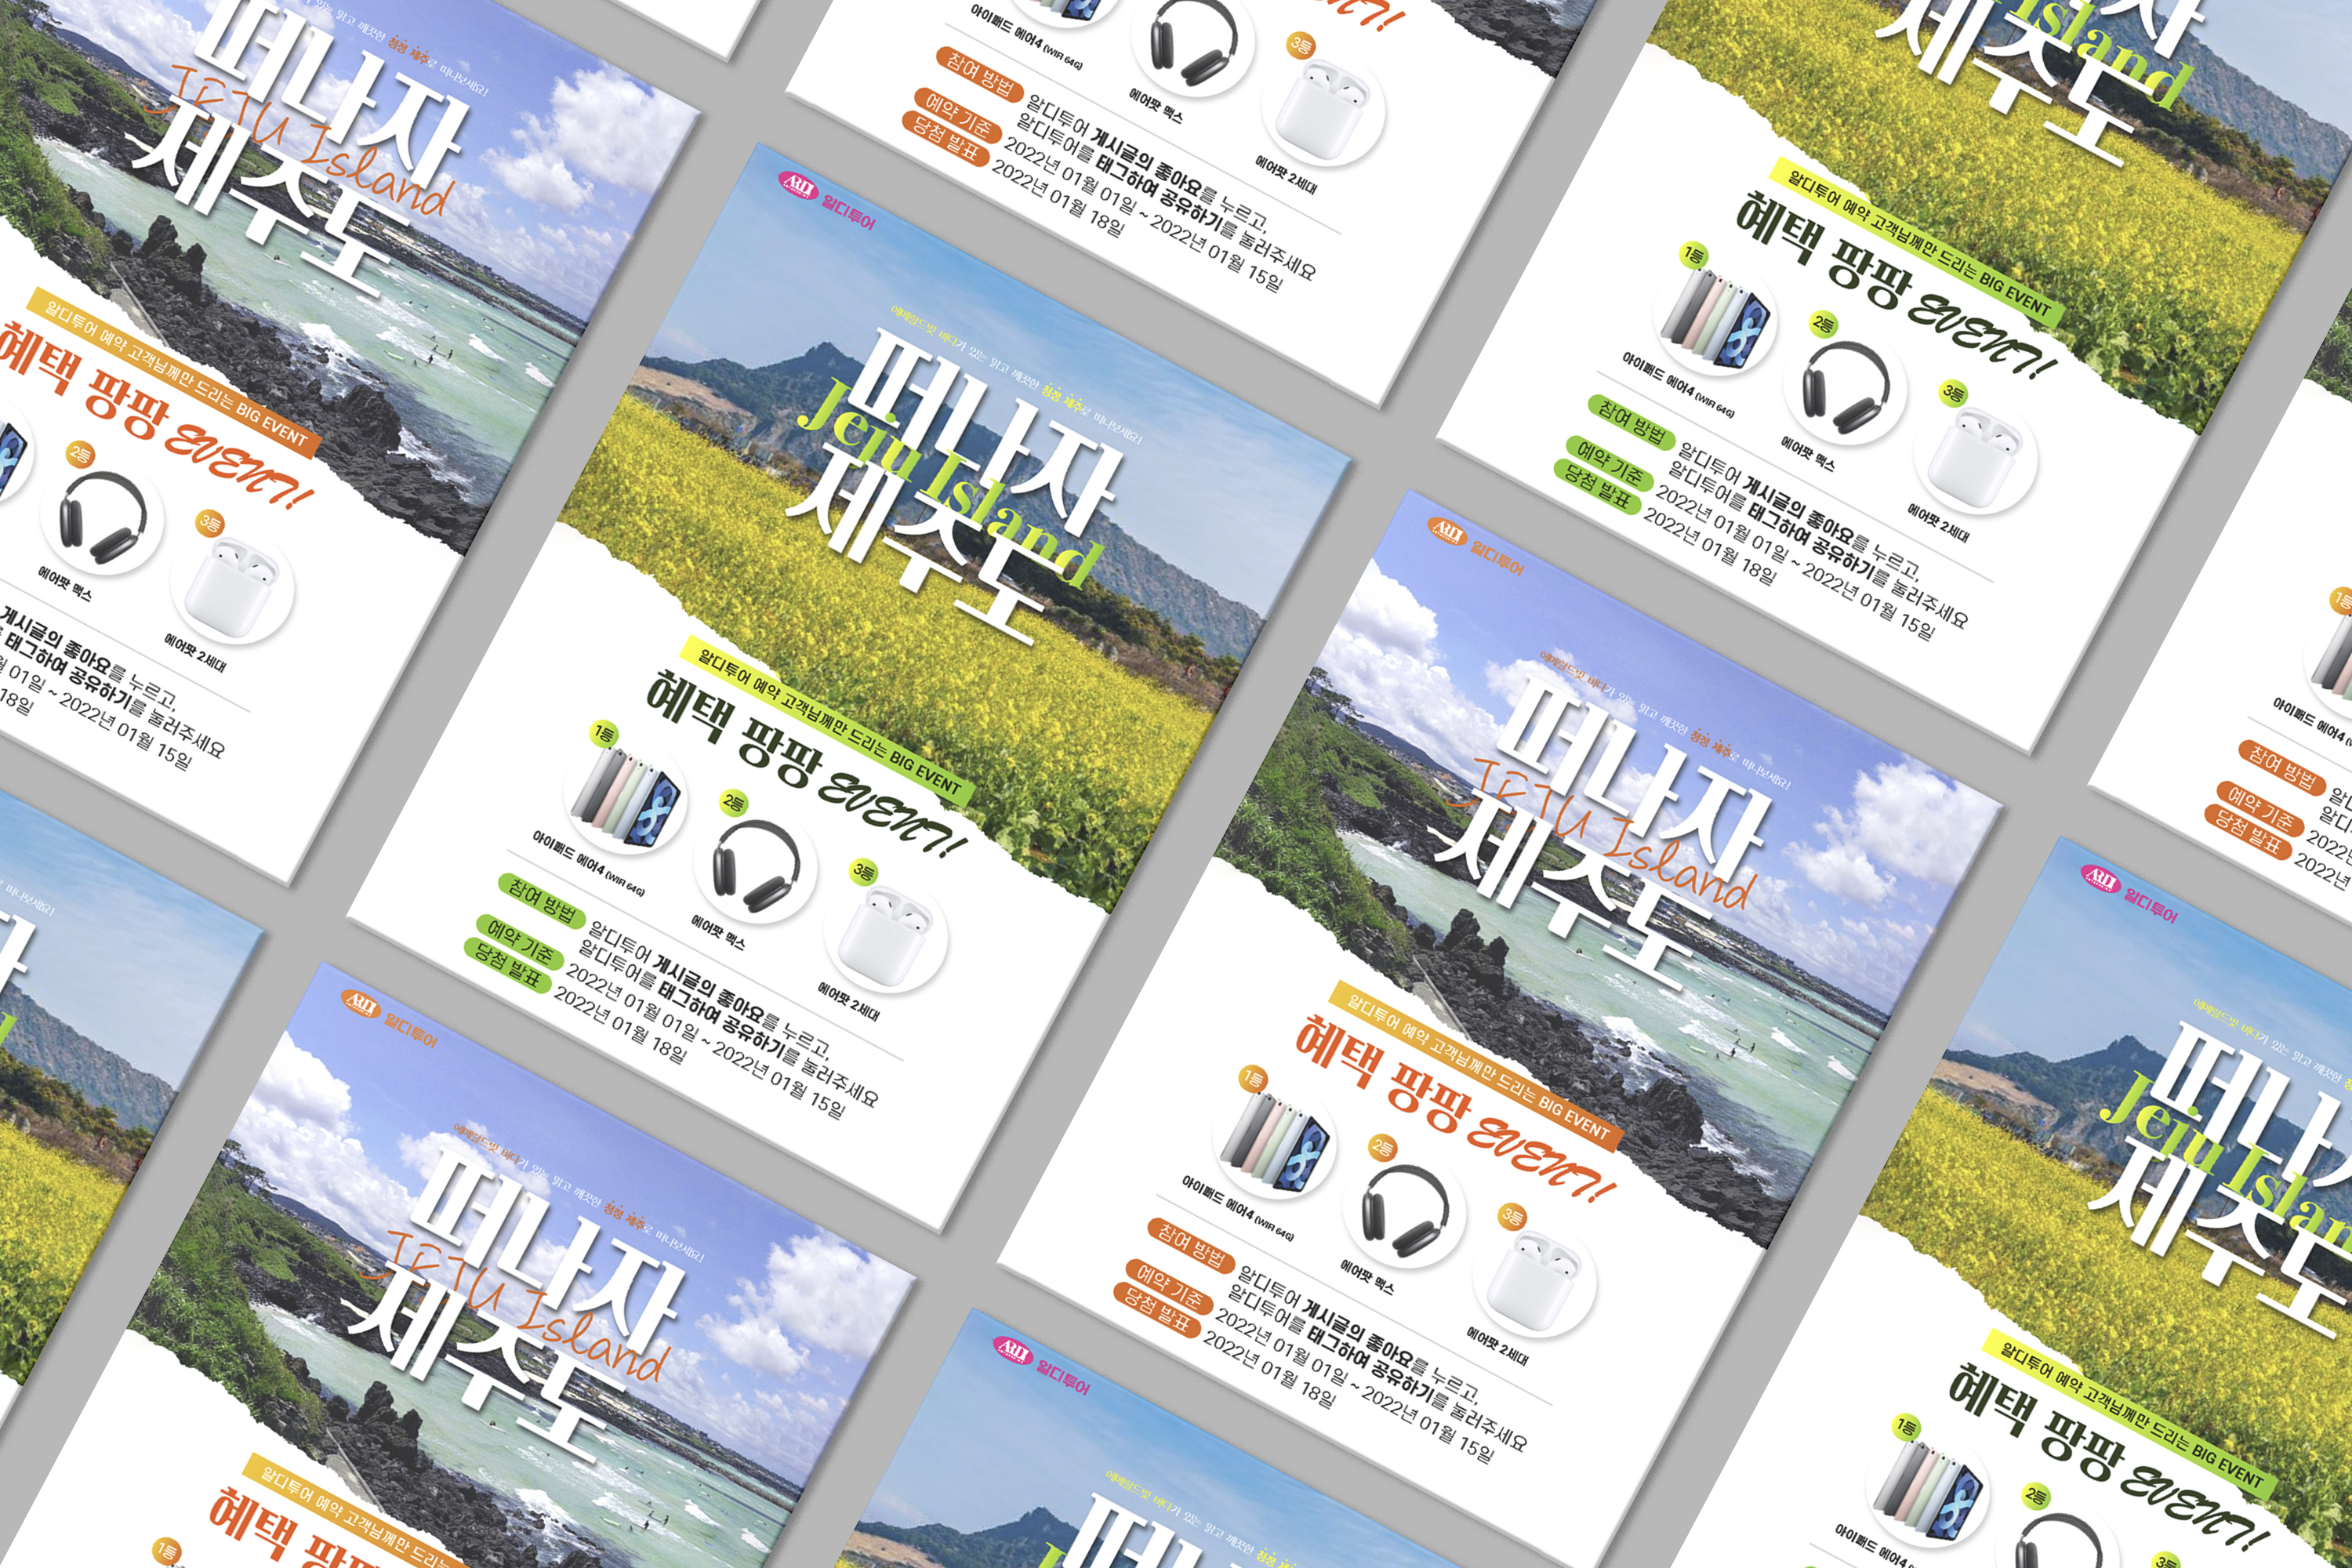 ARDT 알디투어
에메랄드빛 바다가 있는 맑고 깨끗한 청정 제주로 떠나보세요!
떠나자
Jeju Island
제주도
알디투어 예약 고객님께만 드리는 BIG EVENT
혜택 팡팡 EVENT!
1등
2등
3등
아이패드 에어4 (WIFI 64G)
에어팟 맥스
에어팟 2세대
참여 방법 알디투어 게시글의 좋아요를 누르고,
알디투어를 태그하여 공유하기를 눌러주세요
예약 기준 2022년 01월 01일 ~ 2022년 01월 15일
당첨 발표 2022년 01월 18일
알디투어
에메랄드빛 바다가 있는 맑고 깨끗한 청정 제주로 떠나보세요!
떠나자
JEJU Island
제주도
알디투어 예약 고객님께만 드리는 BIG EVENT
혜택 팡팡 EVENT!
1등
2등
3등
아이패드 에어4 (WIFI 64G)
에어팟 맥스
에어팟 2세대
참여 방법 알디투어 게시글의 좋아요를 누르고,
알디투어를 태그하여 공유하기를 눌러주세요
예약 기준 2022년 01월 01일 ~ 2022년 01월 15일
당첨 발표 2022년 01월 18일